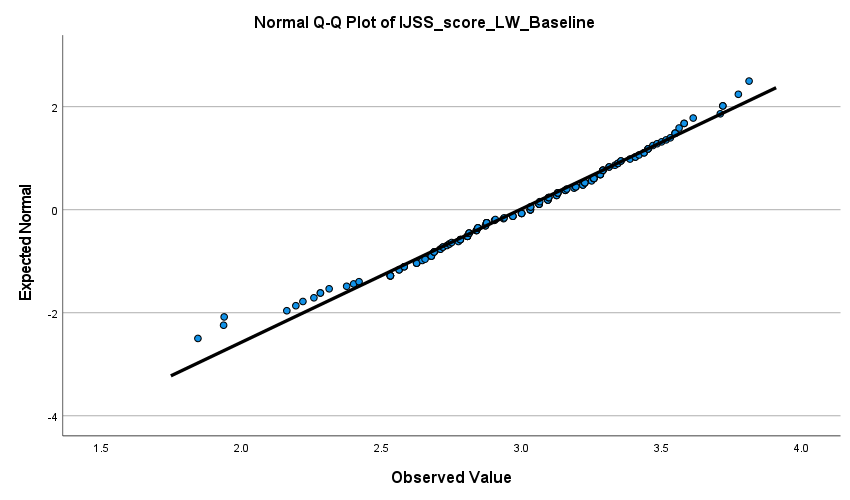 Normal Q-Q Plot of IJSS_score_LW_Baseline
Expected Normal
2
0
-2
-4
1.5 2.0 2.5 3.0 3.5 4.0
Observed Value